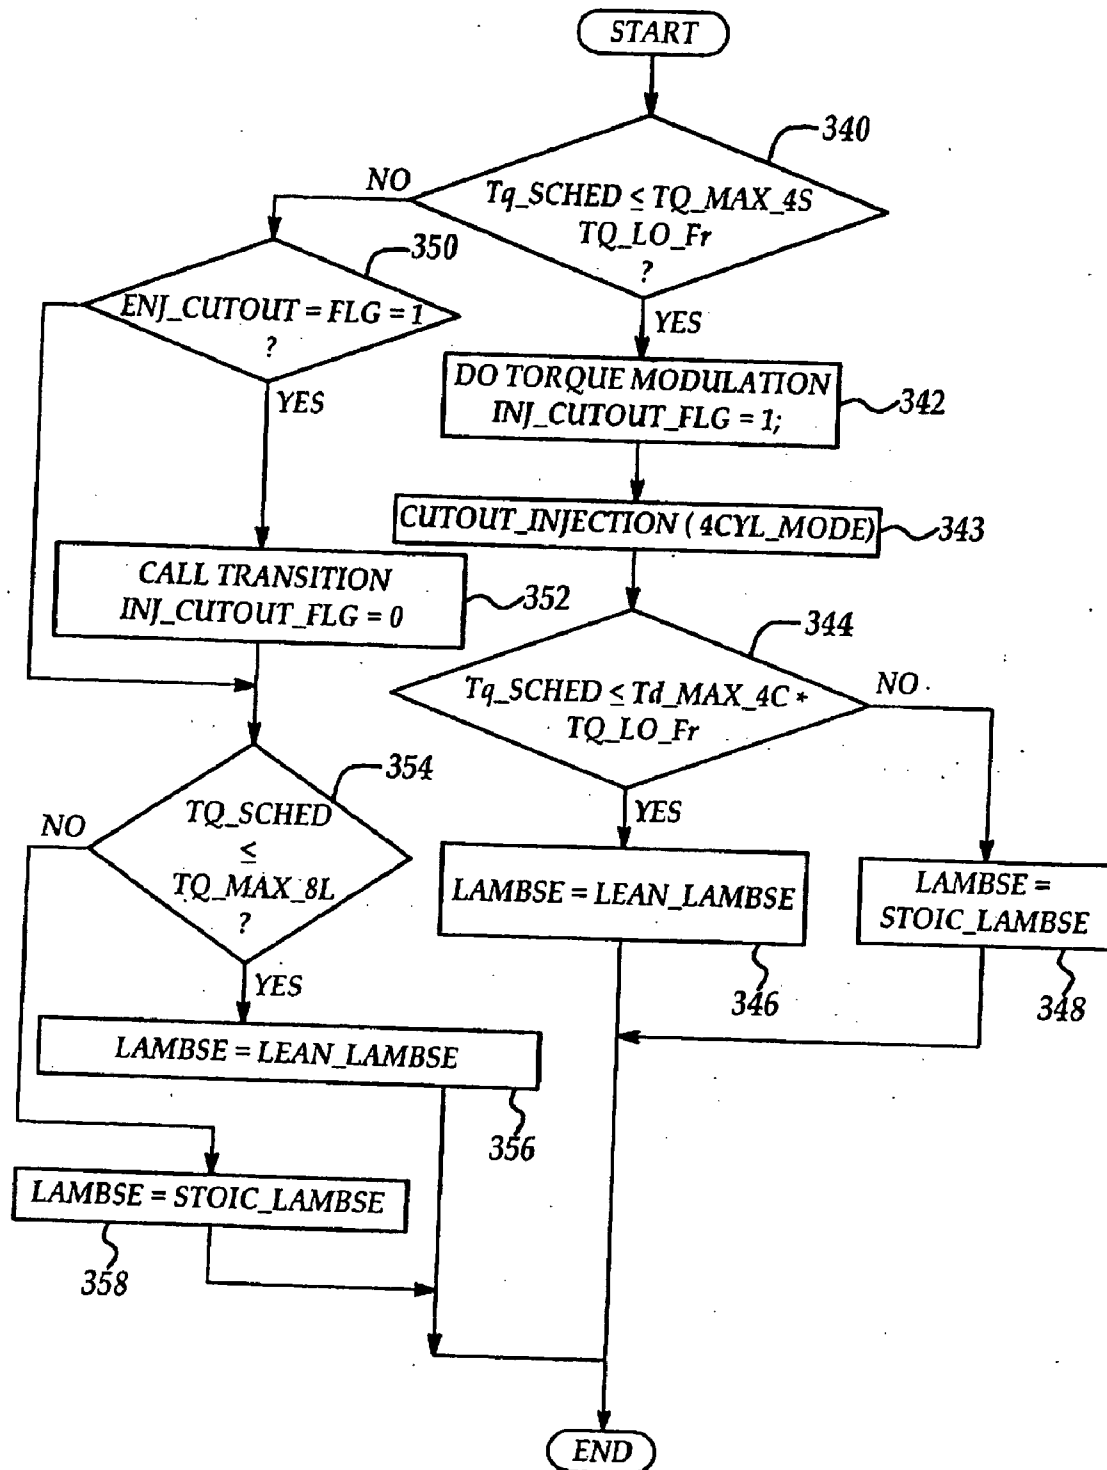 START
340
NO
Tq_SCHED ≤ TQ_MAX_4S
TQ_LO_Fr
?
350
YES
ENJ_CUTOUT = FLG = 1
?
DO TORQUE MODULATION
INJ_CUTOUT_FLG = 1;
342
YES
CUTOUT_INJECTION ( 4CYL_MODE)
343
CALL TRANSITION
INJ_CUTOUT_FLG = 0
352
344
Tq_SCHED ≤ Td_MAX_4C *
TQ_LO_Fr
NO
354
TQ_SCHED
≤
TQ_MAX_8L
?
NO
YES
LAMBSE = LEAN_LAMBSE
346
LAMBSE =
STOIC_LAMBSE
348
YES
LAMBSE = LEAN_LAMBSE
356
LAMBSE = STOIC_LAMBSE
358
END